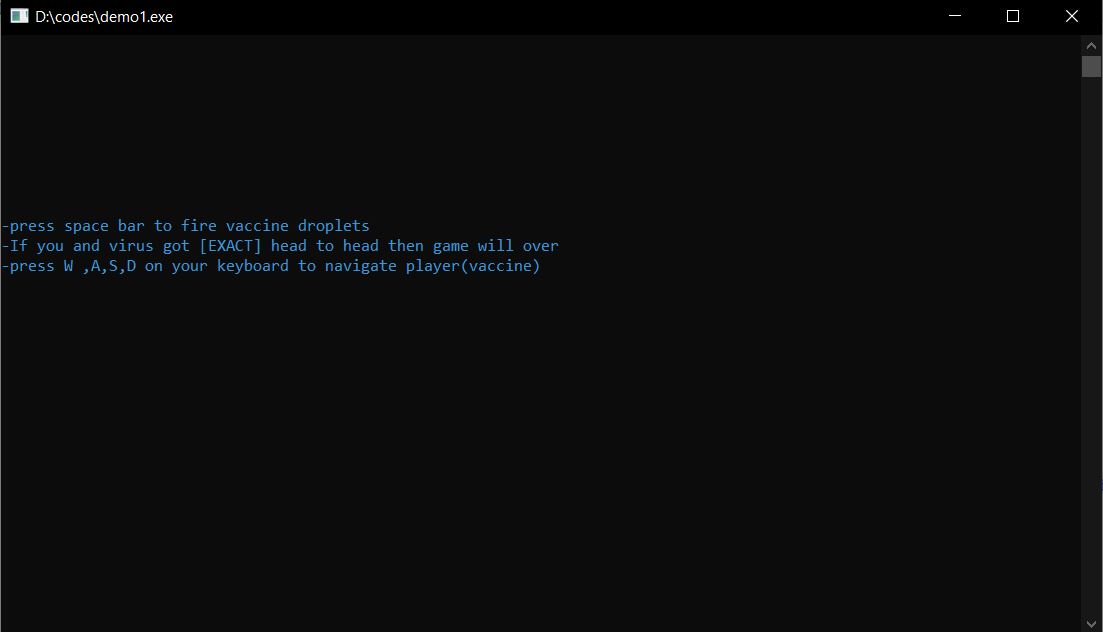 D:\codes\demo1.exe
-press space bar to fire vaccine droplets
-If you and virus got [EXACT] head to head then game will over
-press W ,A,S,D on your keyboard to navigate player(vaccine)